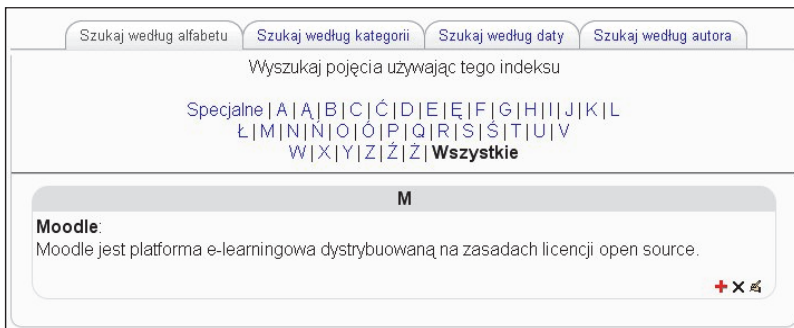 Szukaj według alfabetu Szukaj według kategorii Szukaj według daty Szukaj według autora
Wyszukaj pojęcia używając tego indeksu
Specjalne | A | Ą | B | C | Ć | D | E | Ę | F | G | H | I | J | K | L
Ł | M | N | Ń | O | Ó | P | Q | R | S | Ś | T | U | V
W | X | Y | Z | Ź | Ż | Wszystkie
M
Moodle:
Moodle jest platforma e-learningowa dystrybuowaną na zasadach licencji open source.